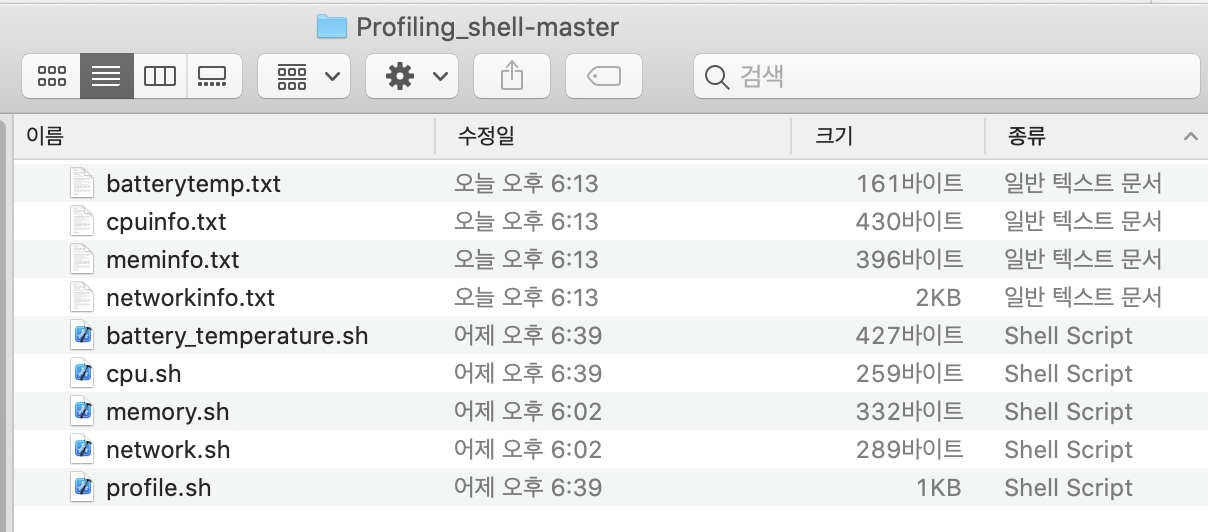 Profiling_shell-master
검색
이름 수정일 크기 종류
batterytemp.txt 오늘 오후 6:13 161바이트 일반 텍스트 문서
cpuinfo.txt 오늘 오후 6:13 430바이트 일반 텍스트 문서
meminfo.txt 오늘 오후 6:13 396바이트 일반 텍스트 문서
networkinfo.txt 오늘 오후 6:13 2KB 일반 텍스트 문서
battery_temperature.sh 어제 오후 6:39 427바이트 Shell Script
cpu.sh 어제 오후 6:39 259바이트 Shell Script
memory.sh 어제 오후 6:02 332바이트 Shell Script
network.sh 어제 오후 6:02 289바이트 Shell Script
profile.sh 어제 오후 6:39 1KB Shell Script